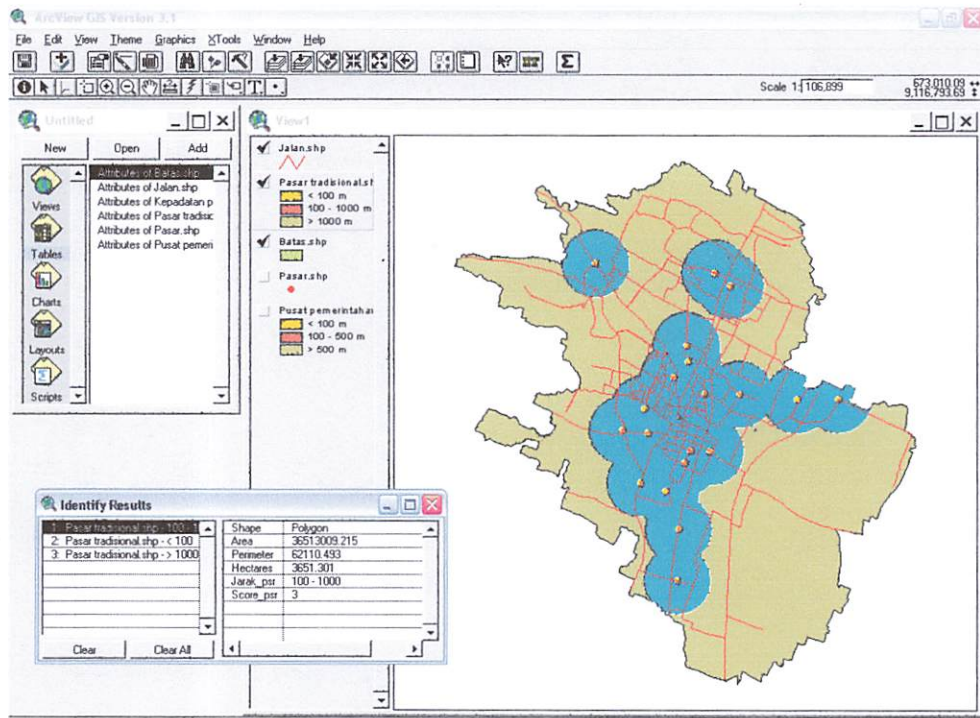 ArcView GIS Version 3.1
File Edit View Theme Graphics XTools Window Help
Scale 1: 106,899
673,010.09
9,116,793.69
Untitled
New Open Add
Views
Tables
Charts
Layouts
Scripts
Attributes of Batas.shp
Attributes of Jalan.shp
Attributes of Kepadatan p
Attributes of Pasar tradisic
Attributes of Pasar.shp
Attributes of Pusat pemeri
View1
Jalan.shp
Pasar tradisional.sh
< 100 m
100 - 1000 m
> 1000 m
Batas.shp
Pasar.shp
Pusat pemerintahan
< 100 m
100 - 500 m
> 500 m
Identify Results
1: Pasar tradisional.shp - 100 - 1
2: Pasar tradisional.shp - < 100
3: Pasar tradisional.shp - > 1000
Shape Polygon
Area 36513009.215
Perimeter 62110.493
Hectares 3651.301
Jarak_psr 100 - 1000
Score_psr 3
Clear Clear All